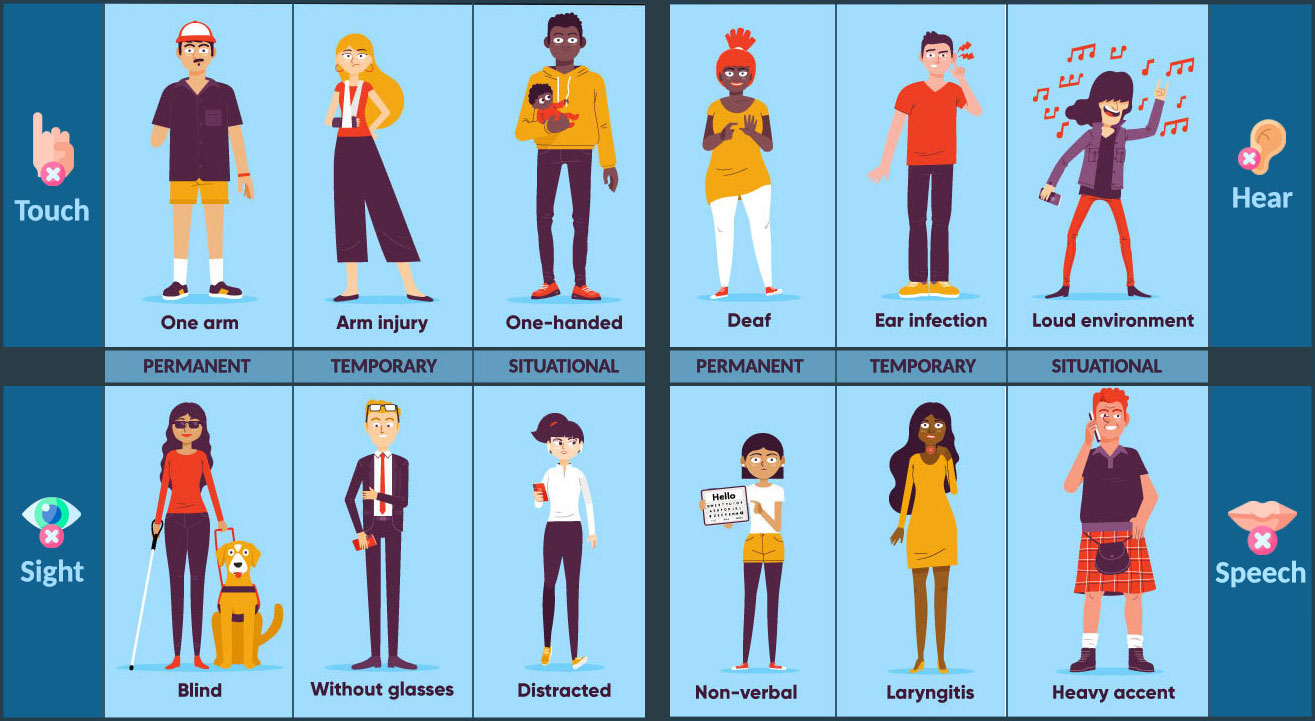 Touch
One arm
Arm injury
One-handed
Deaf
Ear infection
Loud environment
Hear
PERMANENT
TEMPORARY
SITUATIONAL
PERMANENT
TEMPORARY
SITUATIONAL
Sight
Hello
Blind
Without glasses
Distracted
Non-verbal
Laryngitis
Heavy accent
Speech